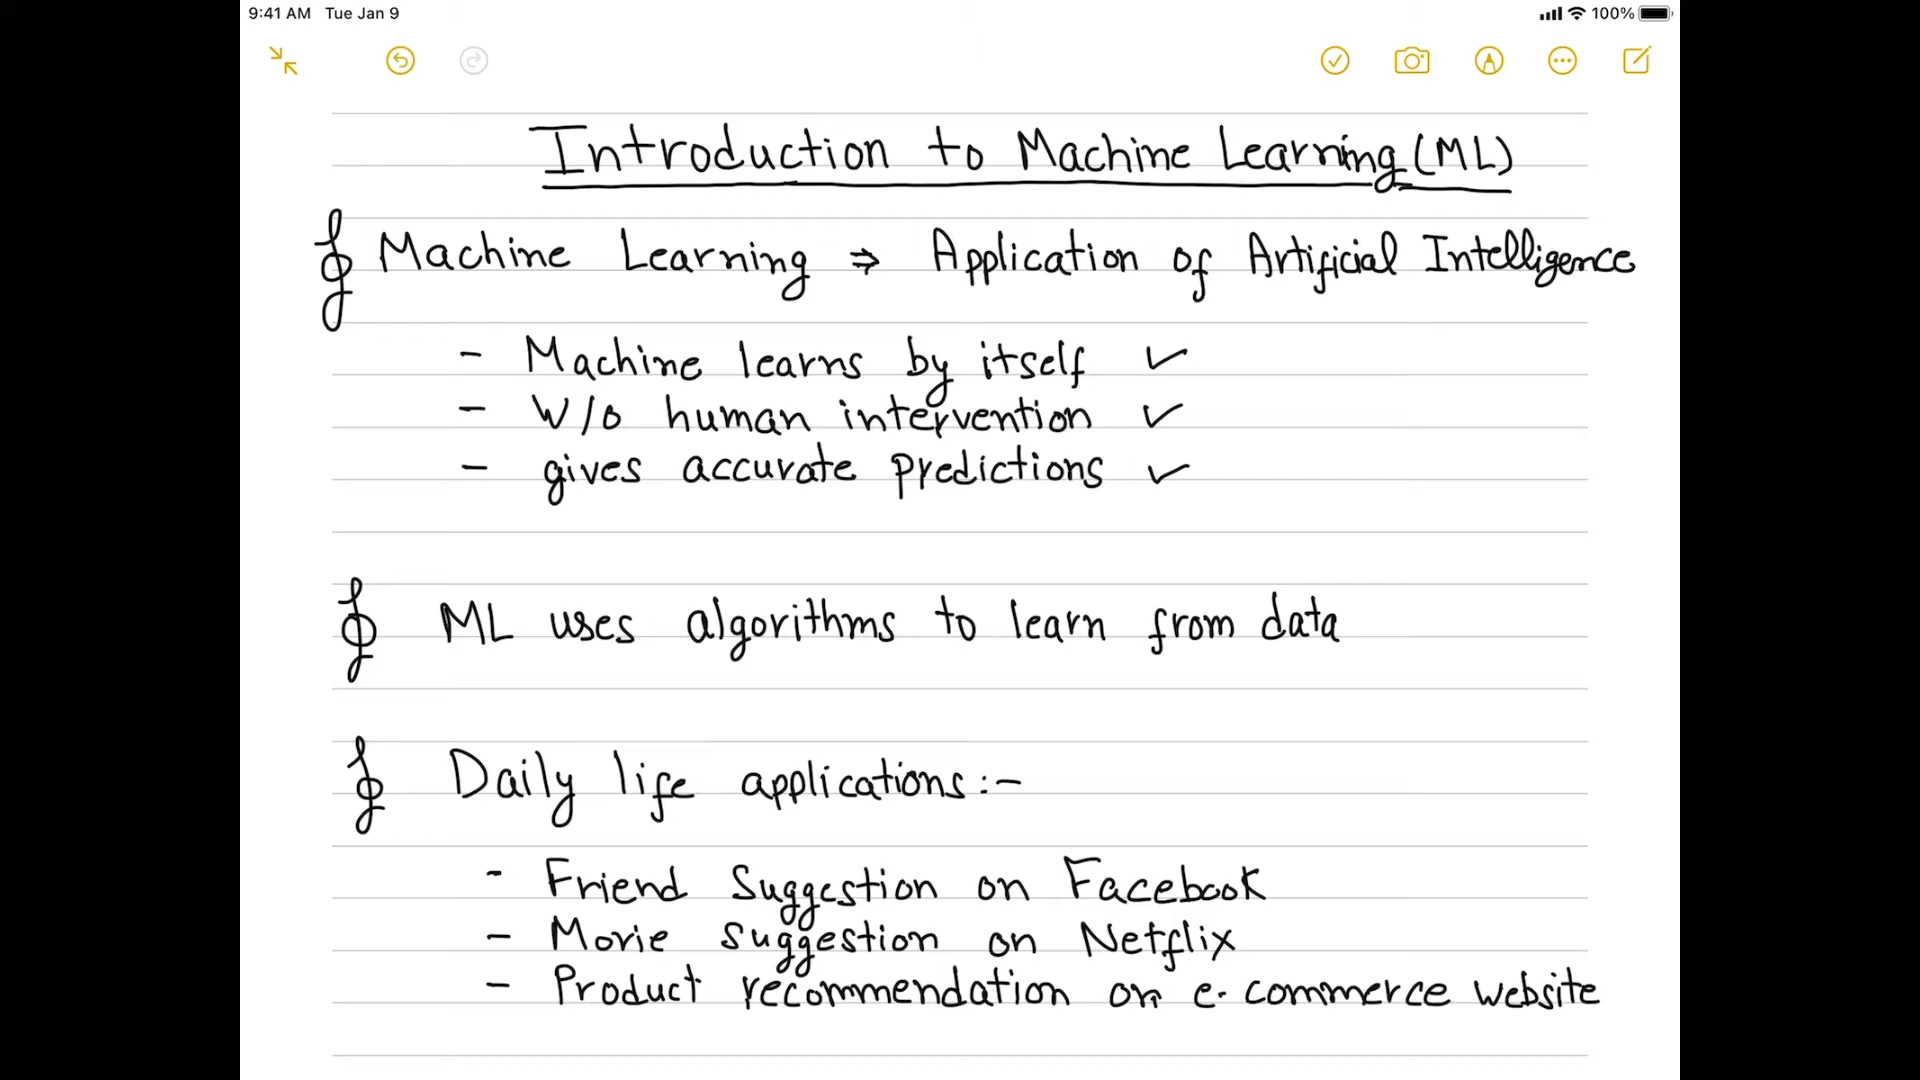 9:41 AM Tue Jan 9 100%
Introduction to Machine Learning (ML)
Machine Learning ⇒ Application of Artificial Intelligence
- Machine learns by itself ✓
- W/o human intervention ✓
- gives accurate predictions ✓
ML uses algorithms to learn from data
Daily life applications:-
- Friend Suggestion on Facebook
- Movie suggestion on Netflix
- Product recommendation on e-commerce website